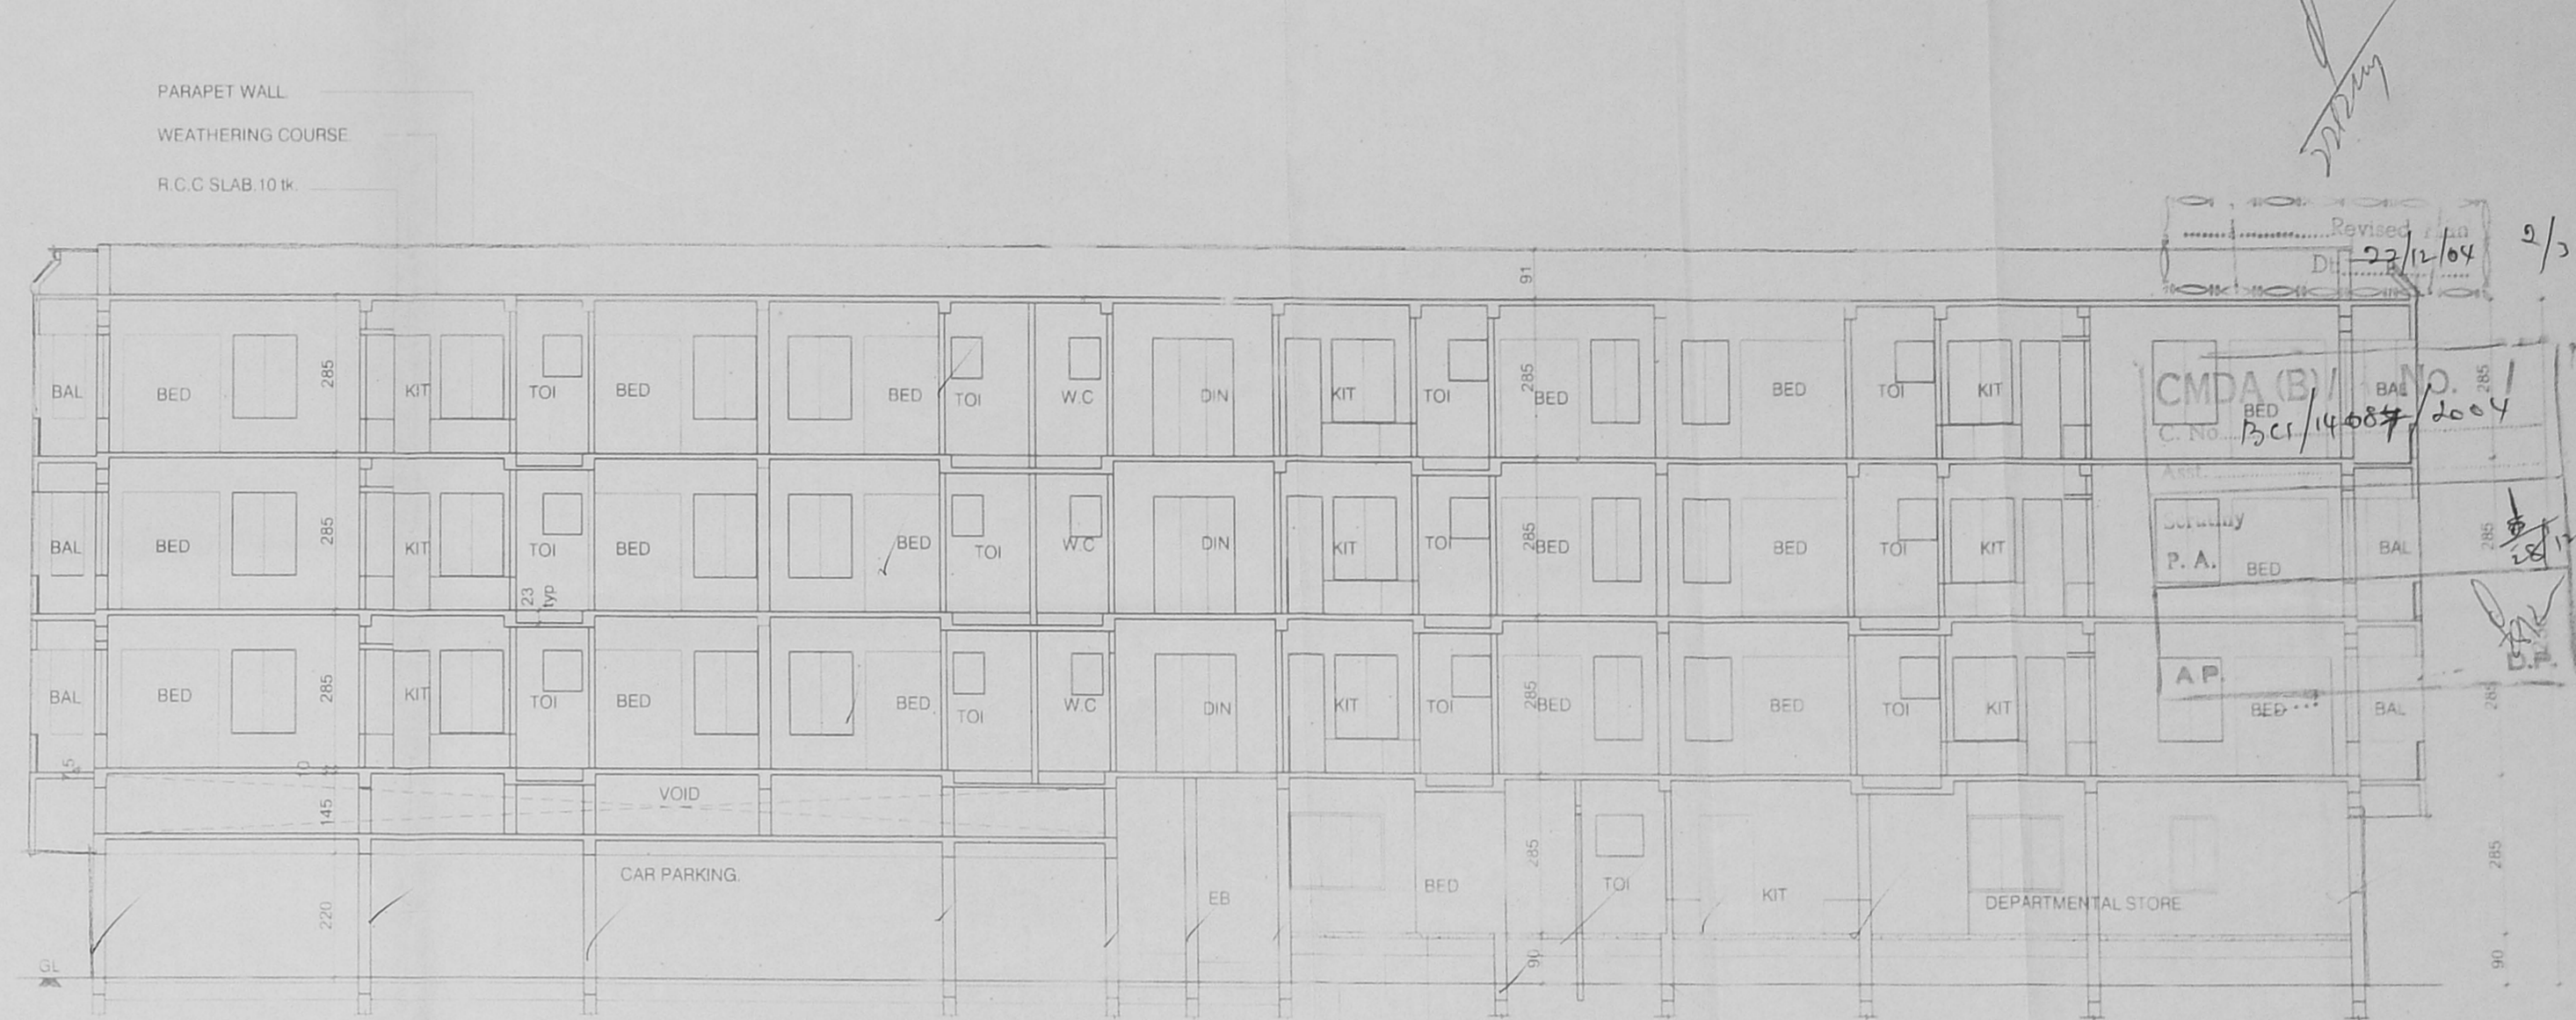 PARAPET WALL
WEATHERING COURSE
R.C.C SLAB.10 tk.
Revised
Dt 22/12/04
2/3
91
CMDA (B)/ No.
C. No. /2004
Asst.
Scrutiny
P. A.
A P.
D.P.
BAL BED 285 KIT TOI BED BED TOI W.C DIN KIT TOI 285 BED BED TOI KIT BED BAL 285
BAL BED 285 KIT TOI BED BED TOI W.C DIN KIT TOI 285 BED BED TOI KIT BED BAL 285
23 typ
BAL BED 285 KIT TOI BED BED TOI W.C DIN KIT TOI 285 BED BED TOI KIT BED BAL 285
10
145 VOID
CAR PARKING.
220 EB BED 285 TOI KIT DEPARTMENTAL STORE 285
GL
90 90